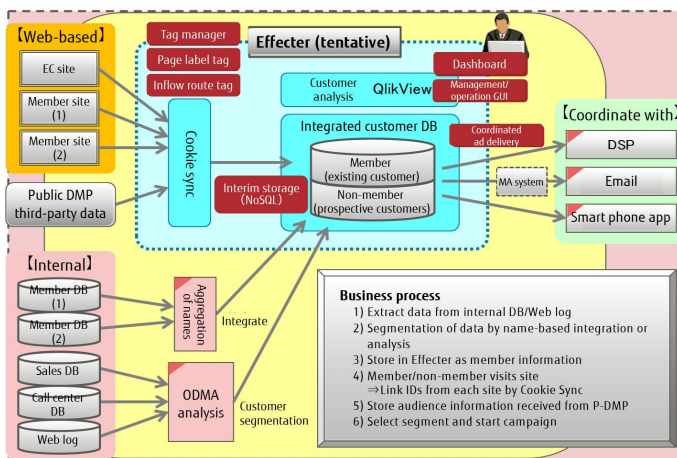 【Web-based】
EC site
Member site
(1)
Member site
(2)
Public DMP
third-party data
【Internal】
Member DB
(1)
Member DB
(2)
Sales DB
Call center
DB
Web log
Tag manager
Page label tag
Inflow route tag
Effecter (tentative)
Cookie sync
Customer
analysis
QlikView
Dashboard
Management/
operation GUI
Integrated customer DB
Member
(existing customer)
Non-member
(prospective customers)
Interim storage
(NoSQL)
Coordinated
ad delivery
MA system
【Coordinate with】
DSP
Email
Smart phone app
Aggregation
of names
Integrate
ODMA
analysis
Customer
segmentation
Business process
1) Extract data from internal DB/Web log
2) Segmentation of data by name-based integration or
analysis
3) Store in Effecter as member information
4) Member/non-member visits site
⇒Link IDs from each site by Cookie Sync
5) Store audience information received from P-DMP
6) Select segment and start campaign